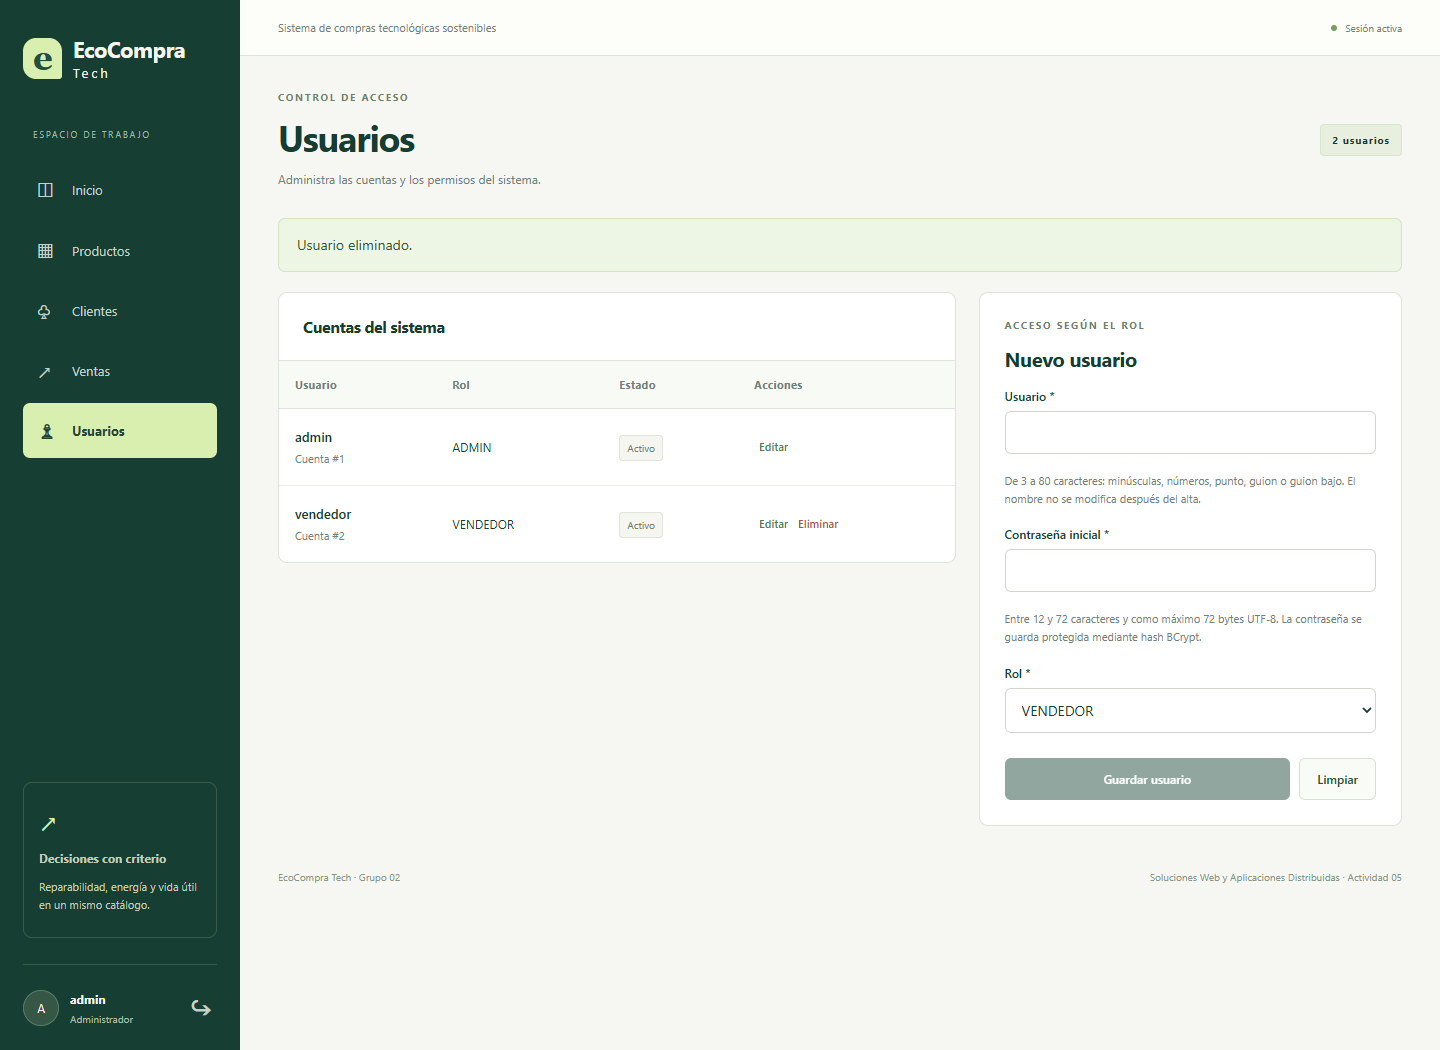 e
EcoCompra
Tech
ESPACIO DE TRABAJO
Inicio
Productos
Clientes
Ventas
Usuarios
Decisiones con criterio
Reparabilidad, energía y vida útil
en un mismo catálogo.
A
admin
Administrador
Sistema de compras tecnológicas sostenibles
Sesión activa
CONTROL DE ACCESO
Usuarios
2 usuarios
Administra las cuentas y los permisos del sistema.
Usuario eliminado.
Cuentas del sistema
Usuario Rol Estado Acciones
admin
Cuenta #1
ADMIN Activo Editar
vendedor
Cuenta #2
VENDEDOR Activo Editar Eliminar
ACCESO SEGÚN EL ROL
Nuevo usuario
Usuario *
De 3 a 80 caracteres: minúsculas, números, punto, guion o guion bajo. El
nombre no se modifica después del alta.
Contraseña inicial *
Entre 12 y 72 caracteres y como máximo 72 bytes UTF-8. La contraseña se
guarda protegida mediante hash BCrypt.
Rol *
VENDEDOR
Guardar usuario Limpiar
EcoCompra Tech · Grupo 02
Soluciones Web y Aplicaciones Distribuidas · Actividad 05